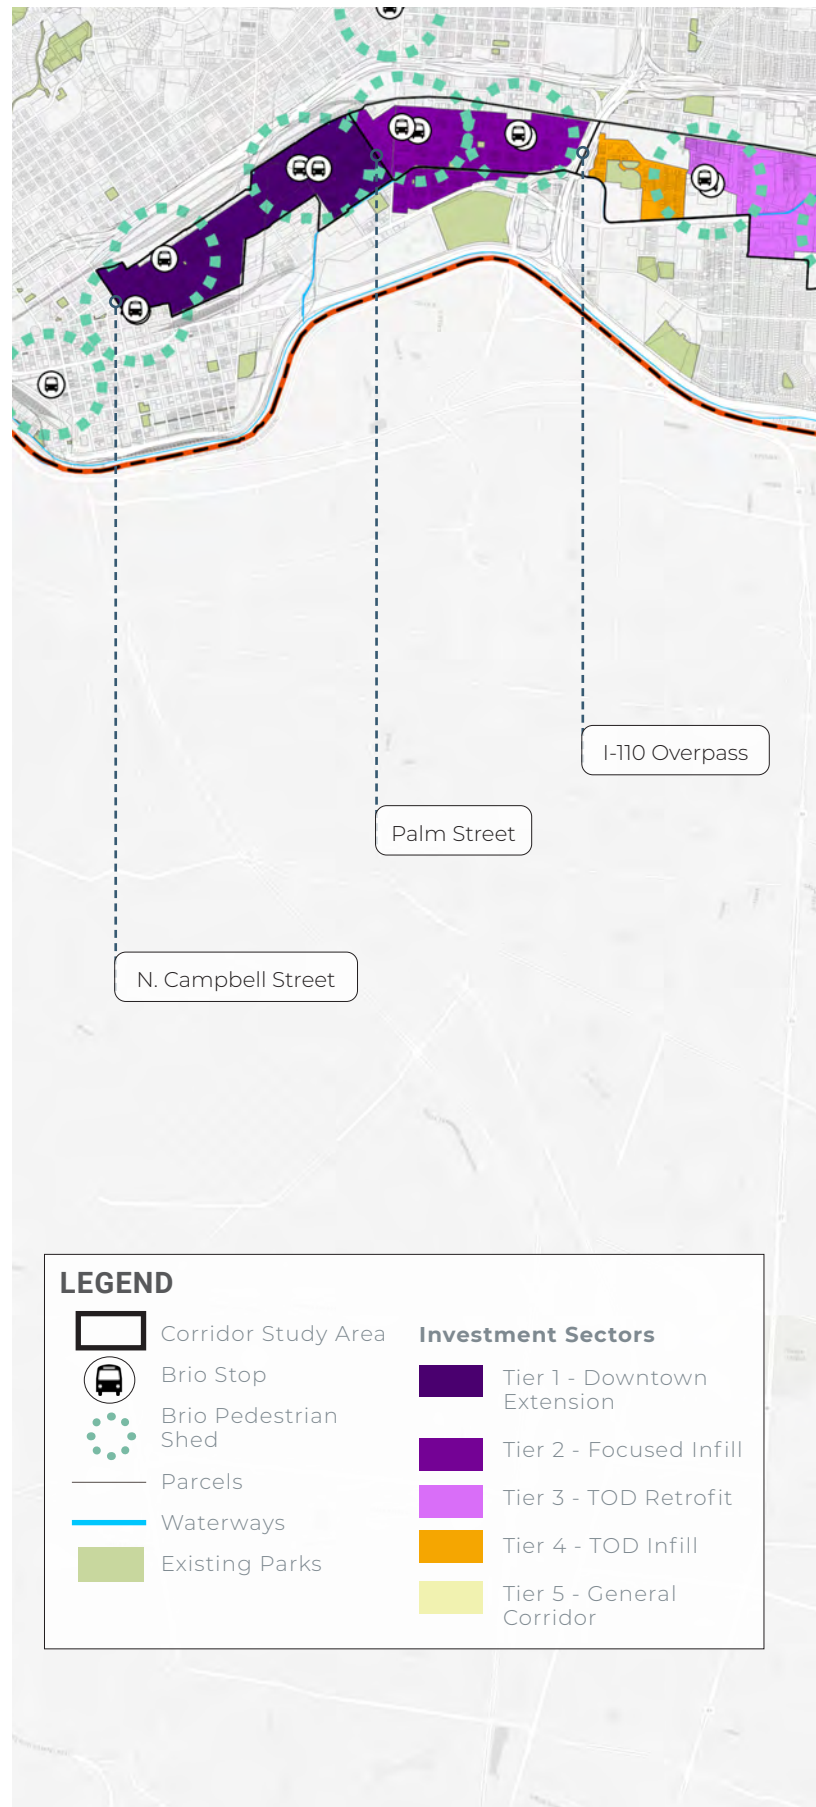 I-110 Overpass
Palm Street
N. Campbell Street
LEGEND
Corridor Study Area
Brio Stop
Brio Pedestrian
Shed
Parcels
Waterways
Existing Parks
Investment Sectors
Tier 1 - Downtown
Extension
Tier 2 - Focused Infill
Tier 3 - TOD Retrofit
Tier 4 - TOD Infill
Tier 5 - General
Corridor